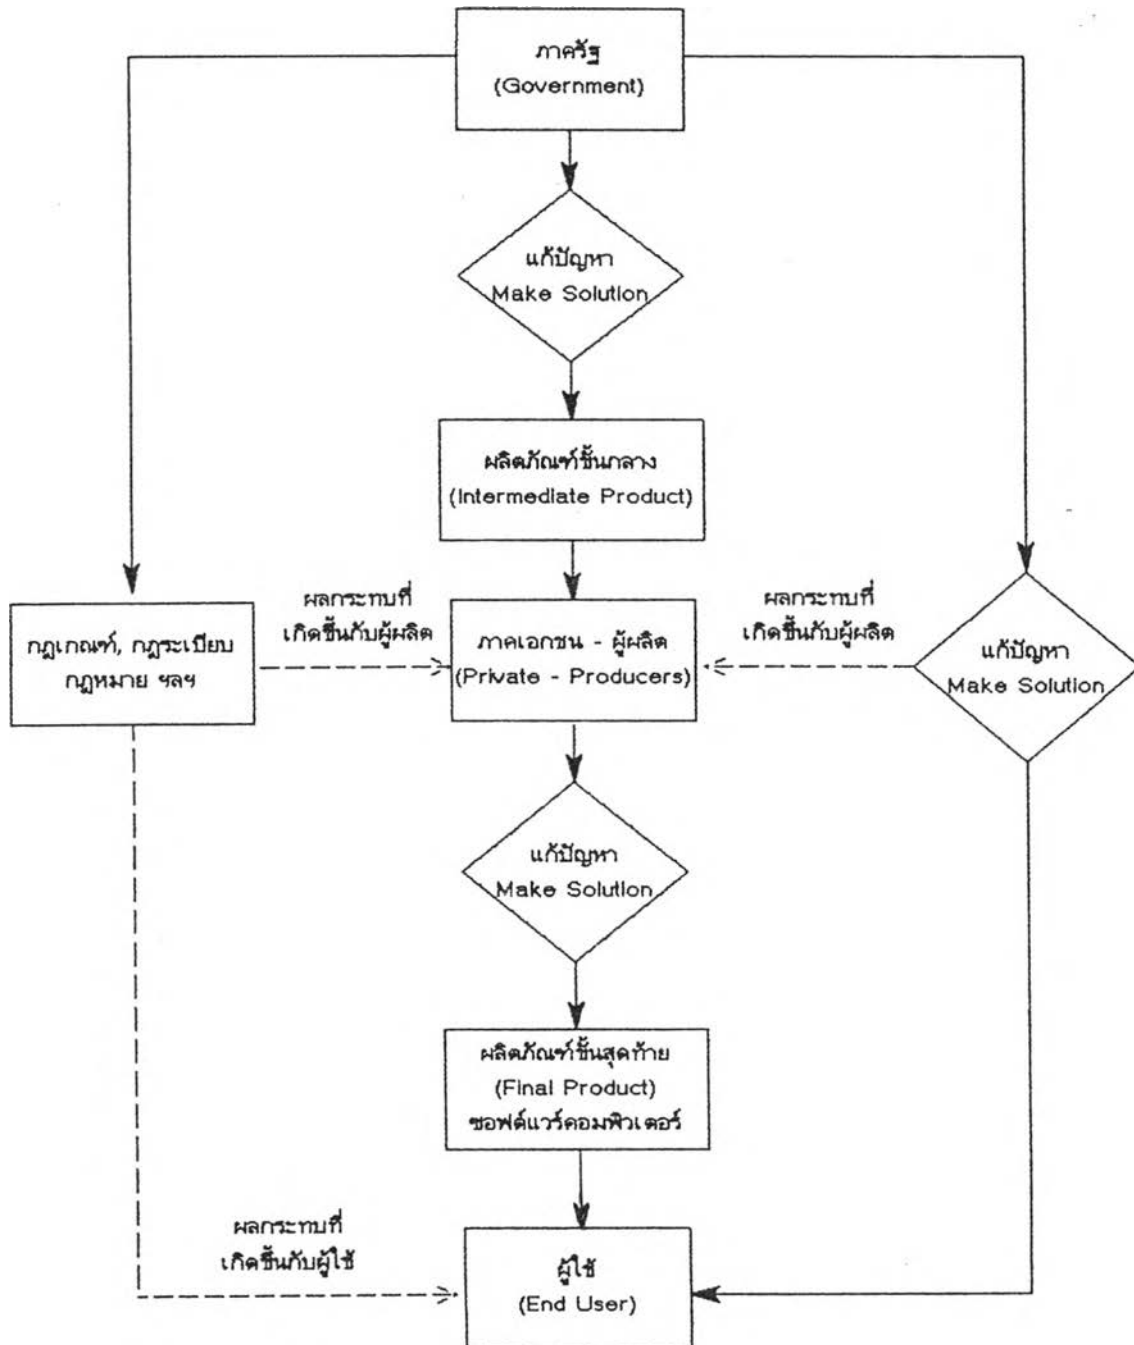 ภาครัฐ
(Government)
แก้ปัญหา
Make Solution
ผลิตภัณฑ์ขั้นกลาง
(Intermediate Product)
ผลกระทบที่
เกิดขึ้นกับผู้ผลิต
ผลกระทบที่
เกิดขึ้นกับผู้ผลิต
กฎเกณฑ์, กฎระเบียบ
กฎหมาย ฯลฯ
ภาคเอกชน - ผู้ผลิต
(Private - Producers)
แก้ปัญหา
Make Solution
แก้ปัญหา
Make Solution
ผลิตภัณฑ์ขั้นสุดท้าย
(Final Product)
ซอฟต์แวร์คอมพิวเตอร์
ผลกระทบที่
เกิดขึ้นกับผู้ใช้
ผู้ใช้
(End User)